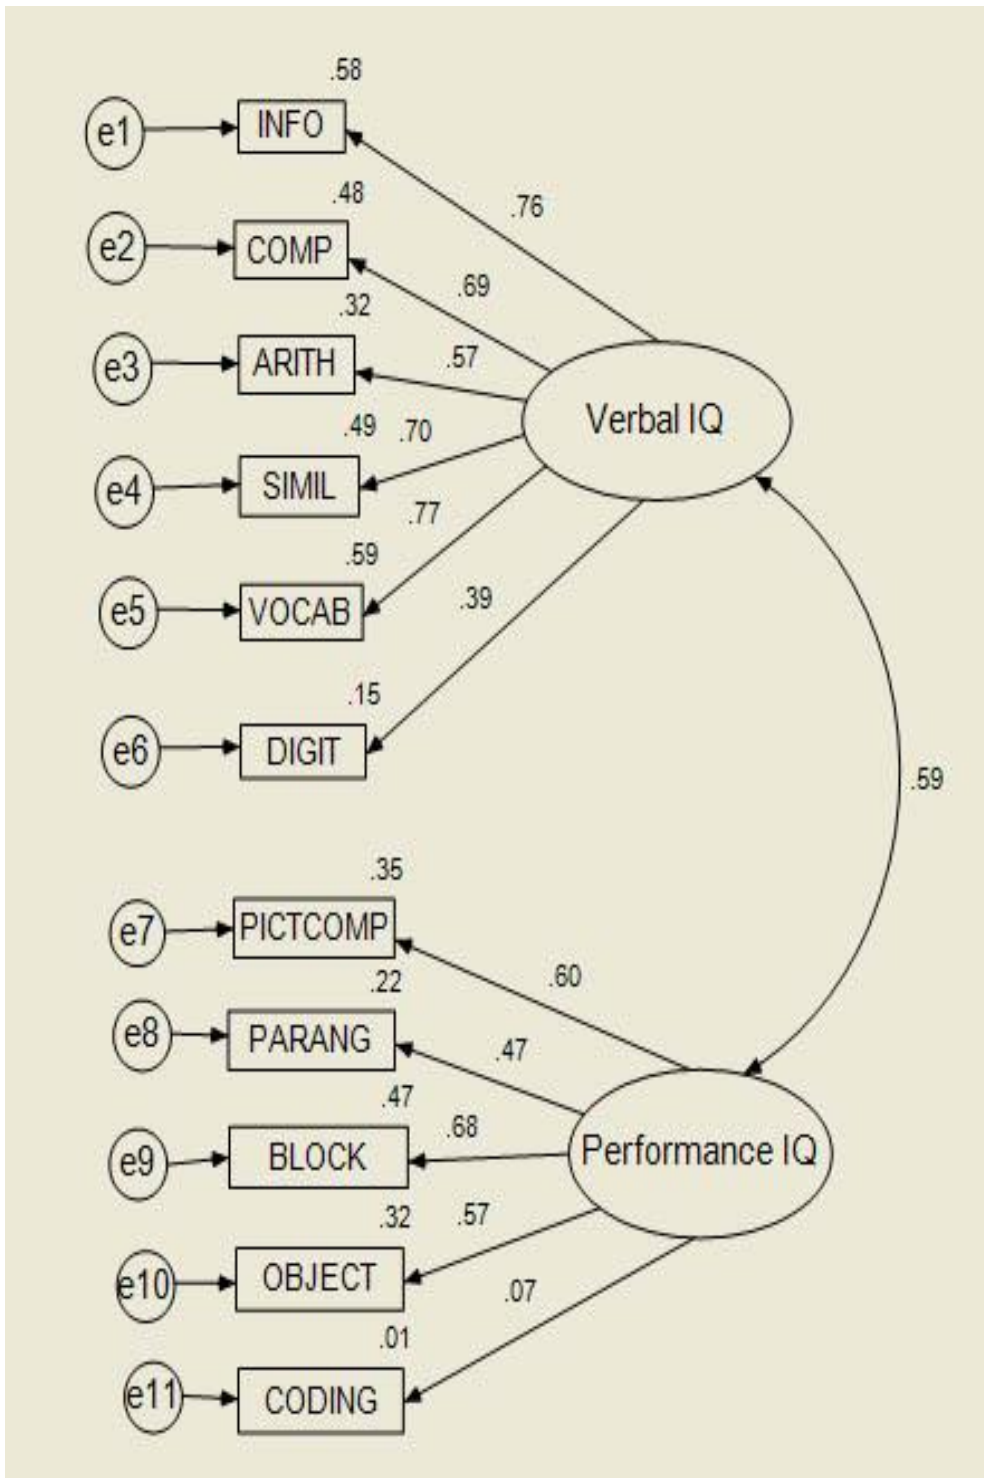 .58
e1
INFO
.76
.48
e2
COMP
.69
.32
e3
ARITH
.57
.49
.70
e4
SIMIL
Verbal IQ
.77
.59
e5
VOCAB
.39
.15
e6
DIGIT
.59
.35
e7
PICTCOMP
.60
.22
e8
PARANG
.47
.47
e9
BLOCK
.68
Performance IQ
.32
.57
e10
OBJECT
.07
.01
e11
CODING